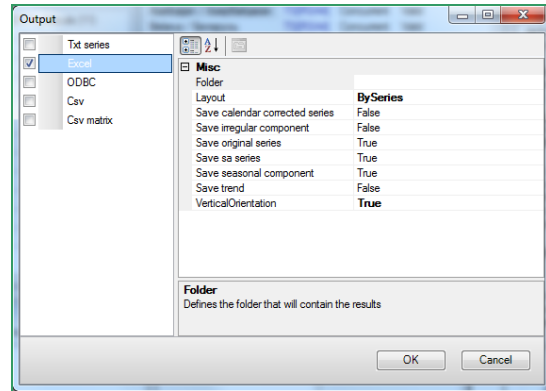 Output
Txt series
Excel
ODBC
Csv
Csv matrix
Misc
Folder
Layout BySeries
Save calendar corrected series False
Save irregular component False
Save original series True
Save sa series True
Save seasonal component True
Save trend False
VerticalOrientation True
Folder
Defines the folder that will contain the results
OK Cancel